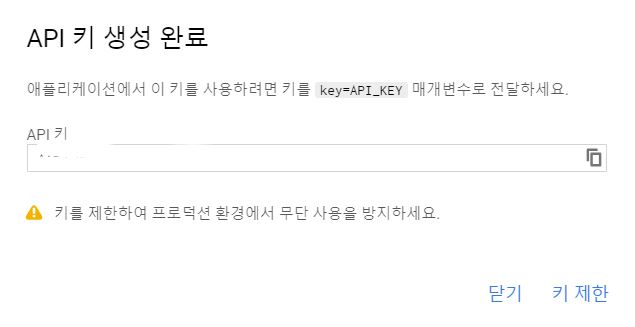 API 키 생성 완료
애플리케이션에서 이 키를 사용하려면 키를 key=API_KEY 매개변수로 전달하세요.
API 키
키를 제한하여 프로덕션 환경에서 무단 사용을 방지하세요.
닫기 키 제한